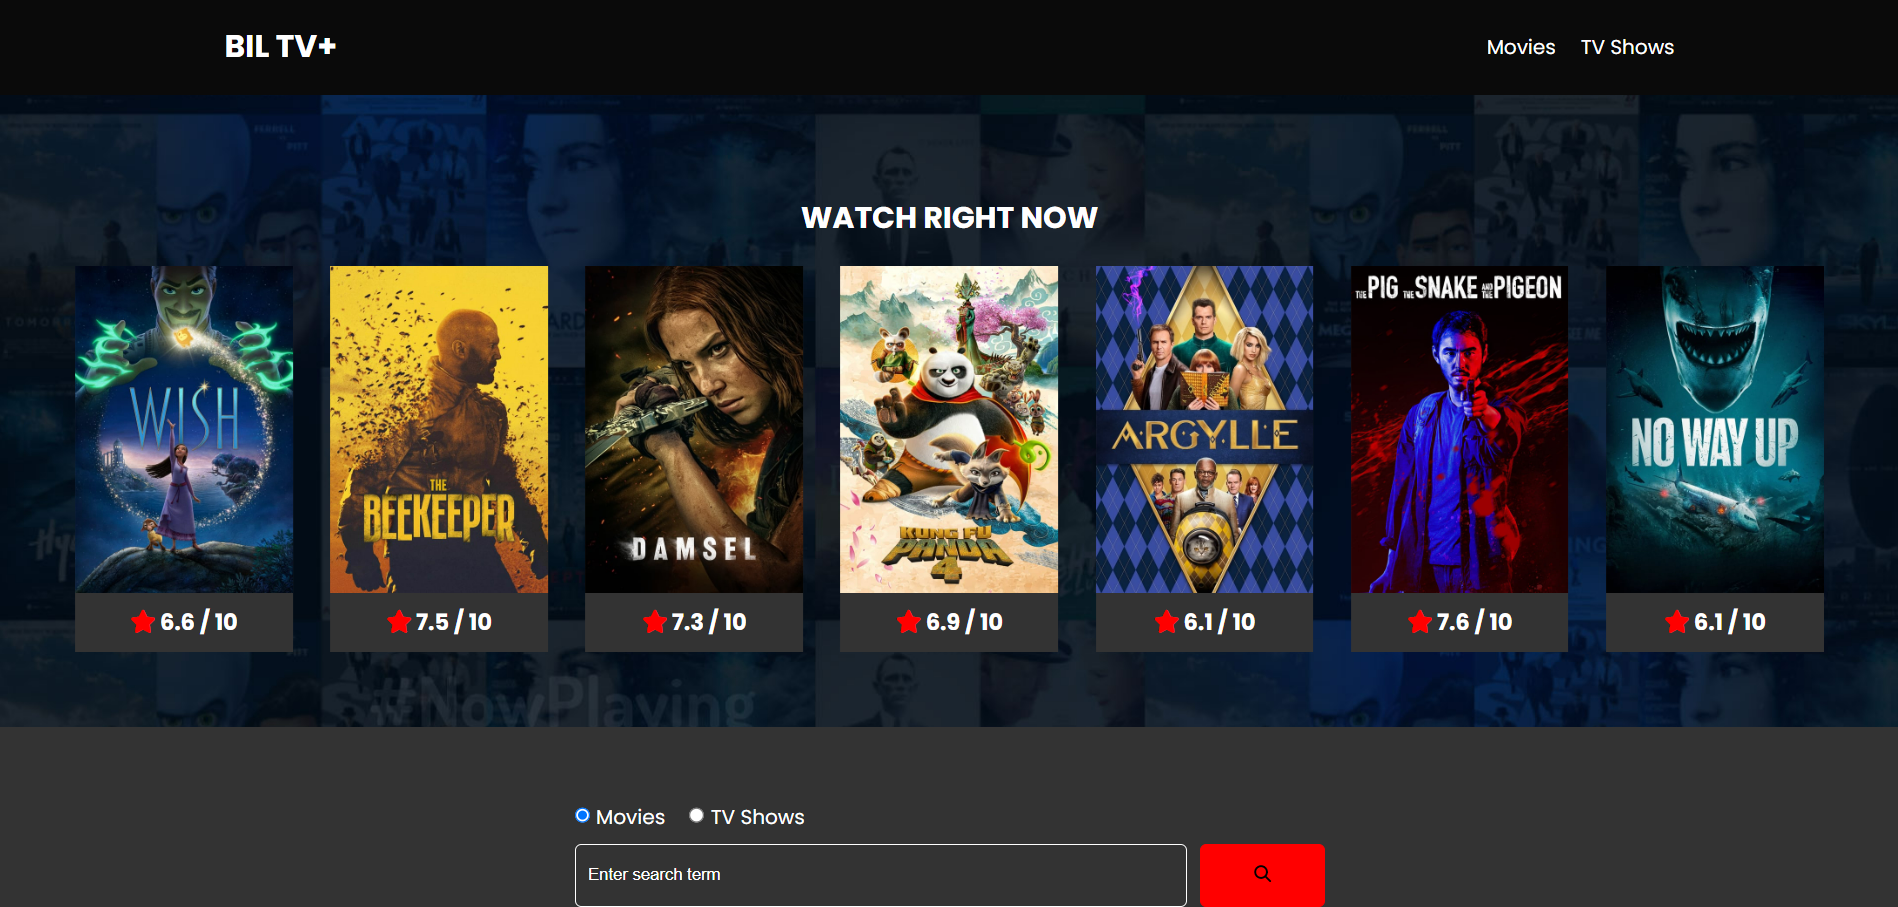 BIL TV+
Movies
TV Shows
FERRELL
PITT
WATCH RIGHT NOW
WISH
THE
BEEKEEPER
DAMSEL
KUNG FU
PANDA
4
ARGYLLE
THE PIG THE SNAKE AND THE PIGEON
NO WAY UP
6.6 / 10
7.5 / 10
7.3 / 10
6.9 / 10
6.1 / 10
7.6 / 10
6.1 / 10
#NowPlaying
Movies
TV Shows
Enter search term